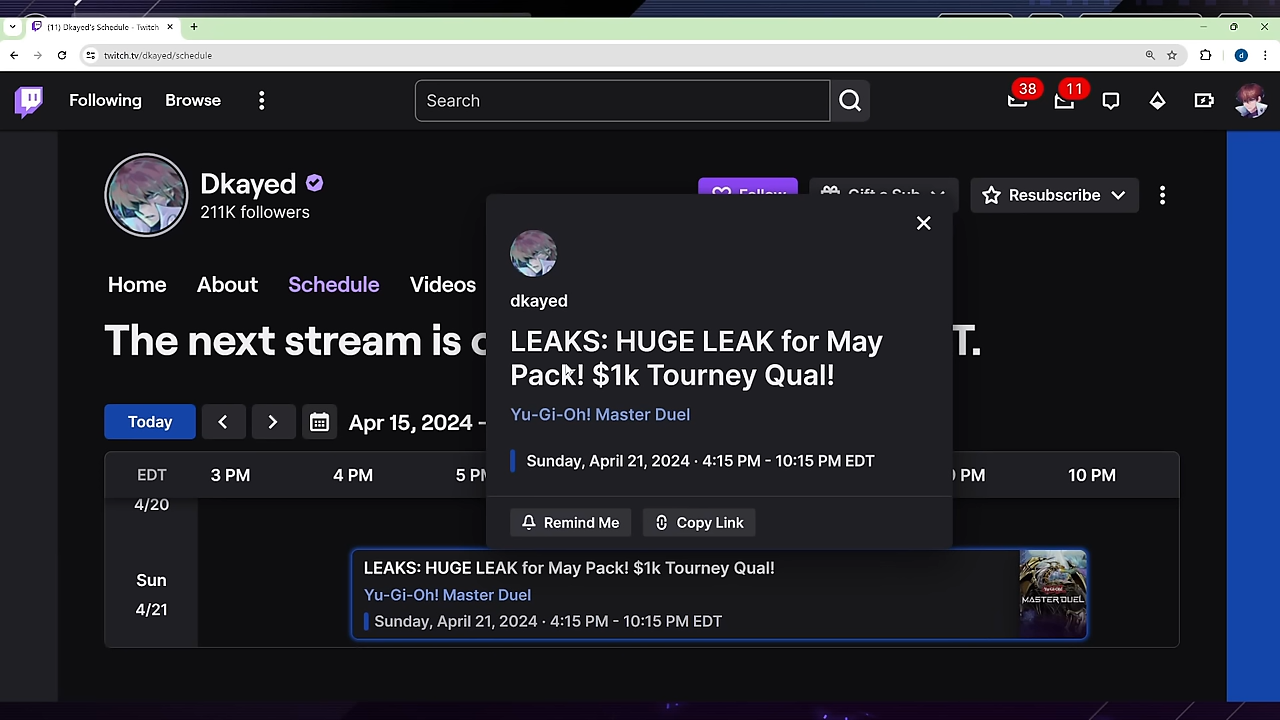 (11) Dkayed's Schedule - Twitch
twitch.tv/dkayed/schedule
d
Following Browse
Search
38 11
Dkayed
211K followers
Follow
Gift a Sub
Resubscribe
Home About Schedule Videos
dkayed
LEAKS: HUGE LEAK for May
Pack! $1k Tourney Qual!
Yu-Gi-Oh! Master Duel
Sunday, April 21, 2024 · 4:15 PM - 10:15 PM EDT
Remind Me Copy Link
The next stream is T.
Today
Apr 15, 2024 -
EDT 3 PM 4 PM 5 PM 10 PM
4/20
Sun
4/21
LEAKS: HUGE LEAK for May Pack! $1k Tourney Qual!
Yu-Gi-Oh! Master Duel
Sunday, April 21, 2024 · 4:15 PM - 10:15 PM EDT
MASTER DUEL